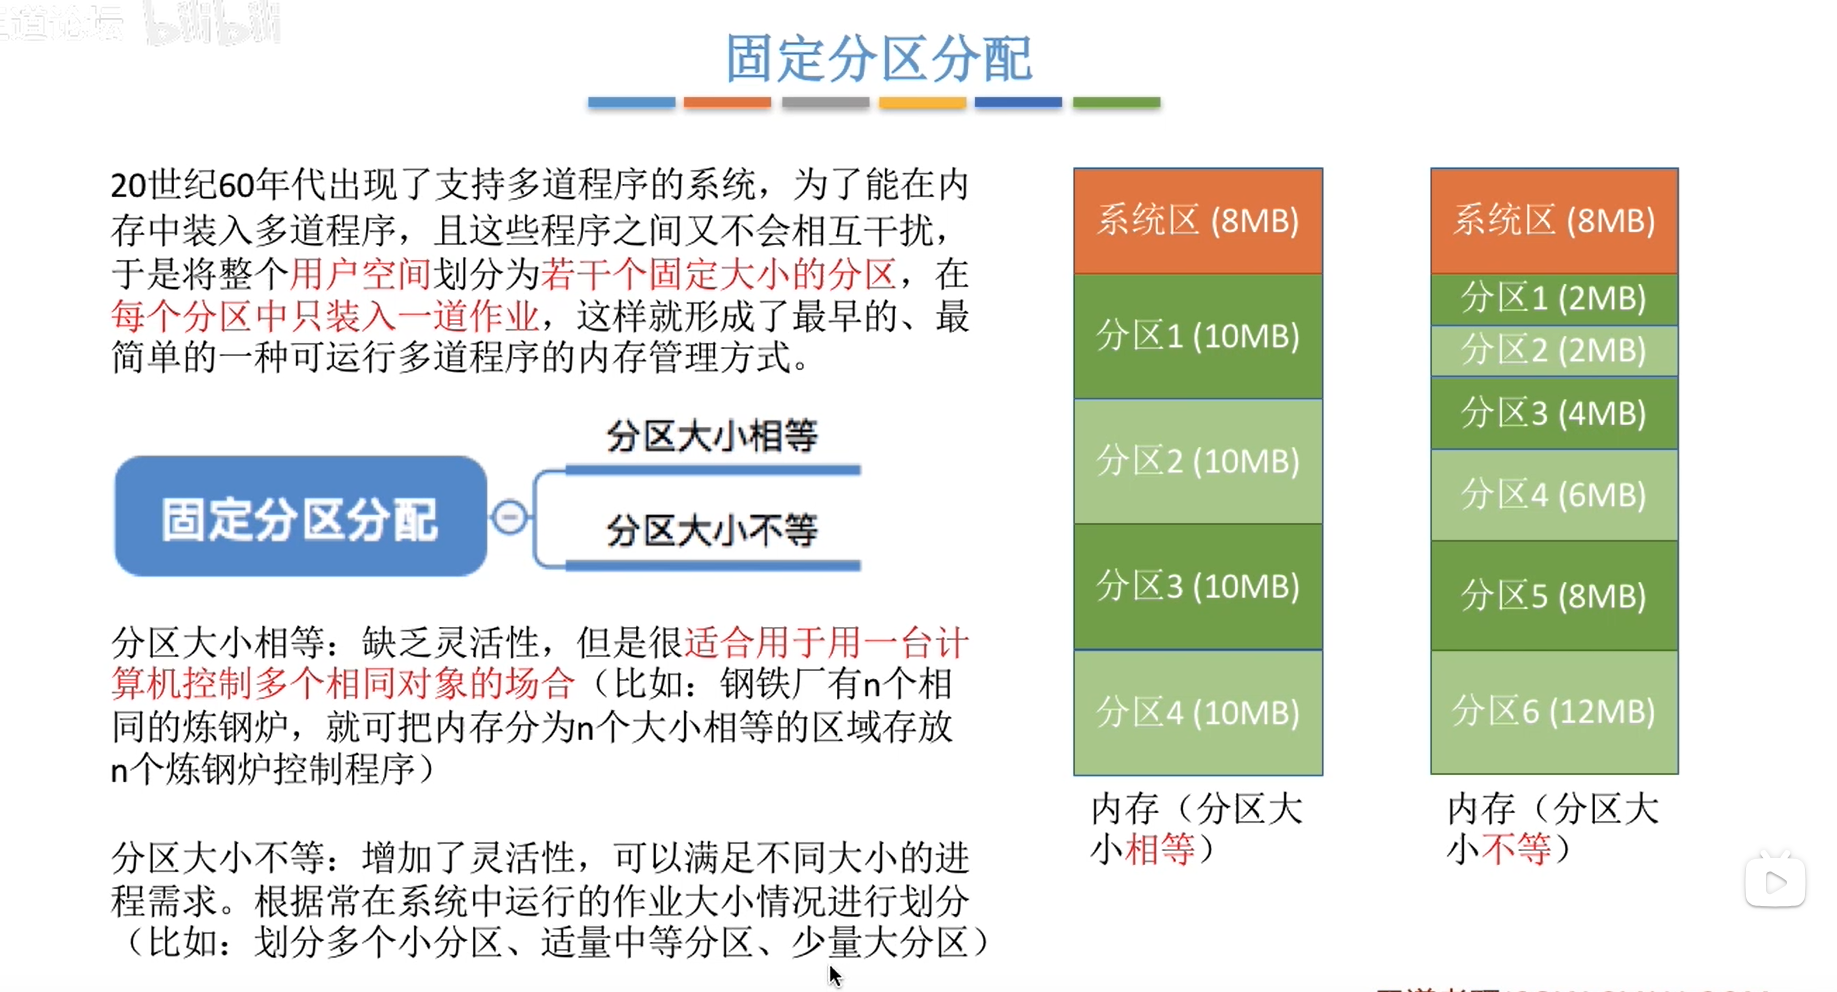 bilibili
固定分区分配
20世纪60年代出现了支持多道程序的系统，为了能在内
存中装入多道程序，且这些程序之间又不会相互干扰，
于是将整个用户空间划分为若干个固定大小的分区，在
每个分区中只装入一道作业，这样就形成了最早的、最
简单的一种可运行多道程序的内存管理方式。
固定分区分配
分区大小相等
分区大小不等
分区大小相等：缺乏灵活性，但是很适合用于用一台计
算机控制多个相同对象的场合（比如：钢铁厂有n个相
同的炼钢炉，就可把内存分为n个大小相等的区域存放
n个炼钢炉控制程序）
分区大小不等：增加了灵活性，可以满足不同大小的进
程需求。根据常在系统中运行的作业大小情况进行划分
（比如：划分多个小分区、适量中等分区、少量大分区）
系统区 (8MB)
分区1 (10MB)
分区2 (10MB)
分区3 (10MB)
分区4 (10MB)
内存（分区大
小相等）
系统区 (8MB)
分区1 (2MB)
分区2 (2MB)
分区3 (4MB)
分区4 (6MB)
分区5 (8MB)
分区6 (12MB)
内存（分区大
小不等）